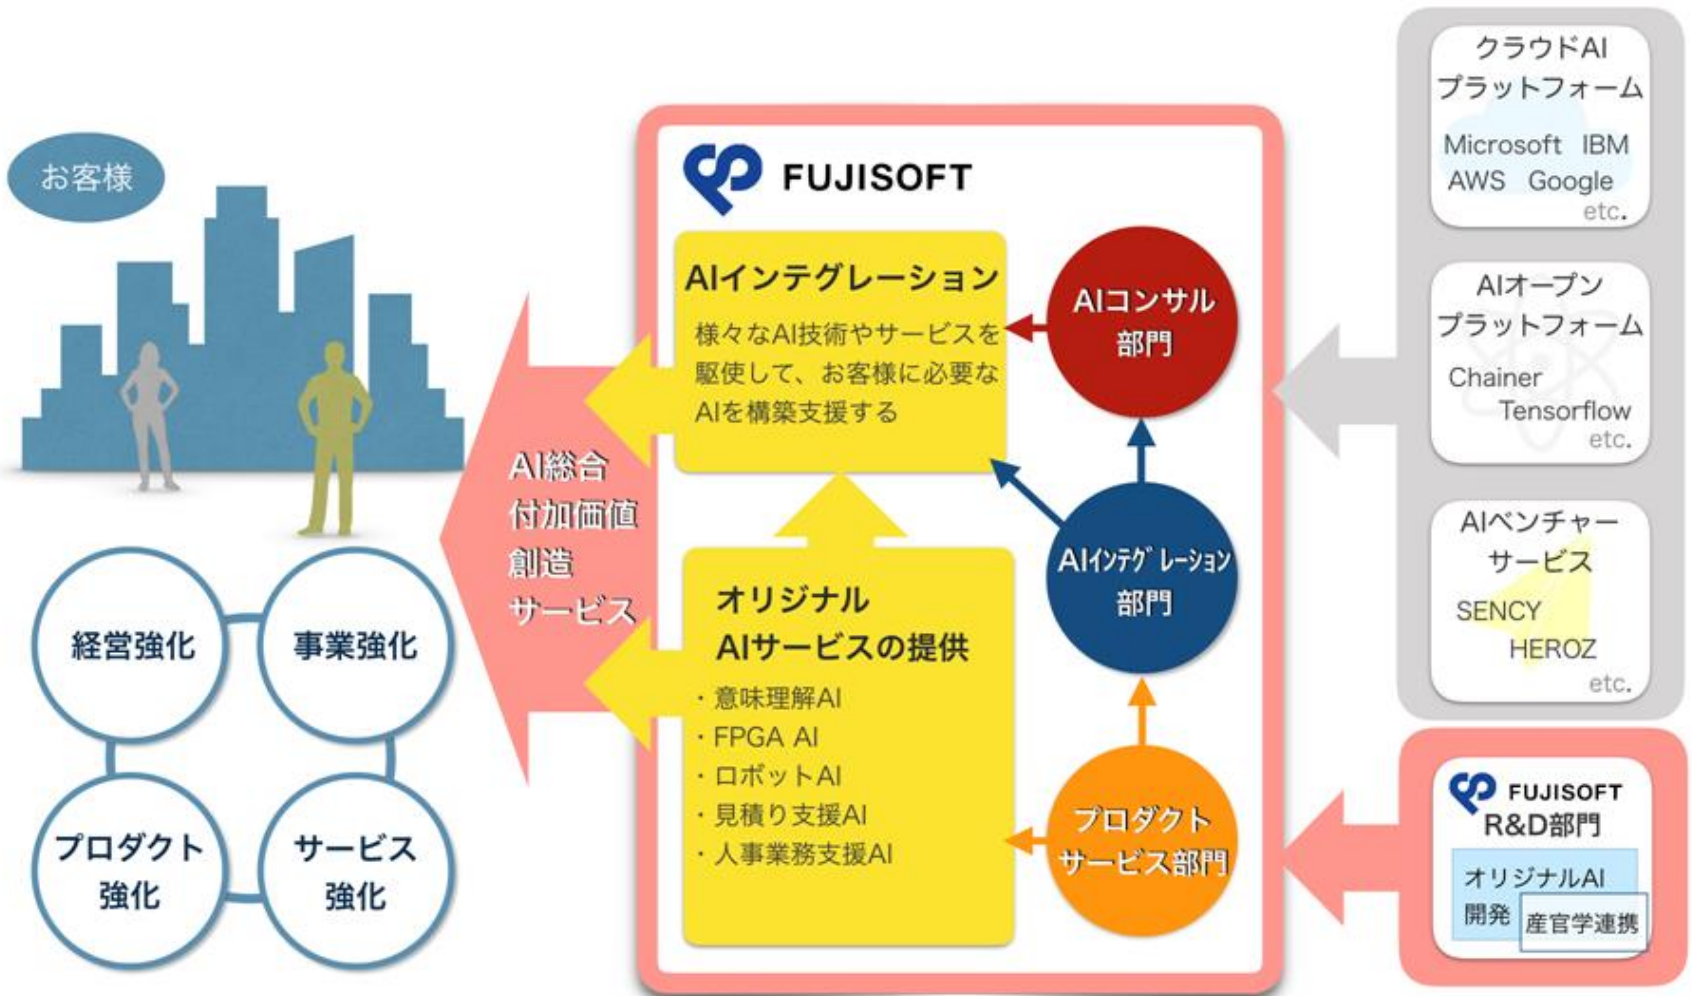 お客様
経営強化
事業強化
プロダクト
強化
サービス
強化
AI総合
付加価値
創造
サービス
FUJISOFT
AIインテグレーション
様々なAI技術やサービスを
駆使して、お客様に必要な
AIを構築支援する
オリジナル
AIサービスの提供
・意味理解AI
・FPGA AI
・ロボットAI
・見積り支援AI
・人事業務支援AI
AIコンサル
部門
AIインテグレーション
部門
プロダクト
サービス部門
クラウドAI
プラットフォーム
Microsoft IBM
AWS Google
etc.
AIオープン
プラットフォーム
Chainer
Tensorflow
etc.
AIベンチャー
サービス
SENCY
HEROZ
etc.
FUJISOFT
R&D部門
オリジナルAI
開発
産官学連携